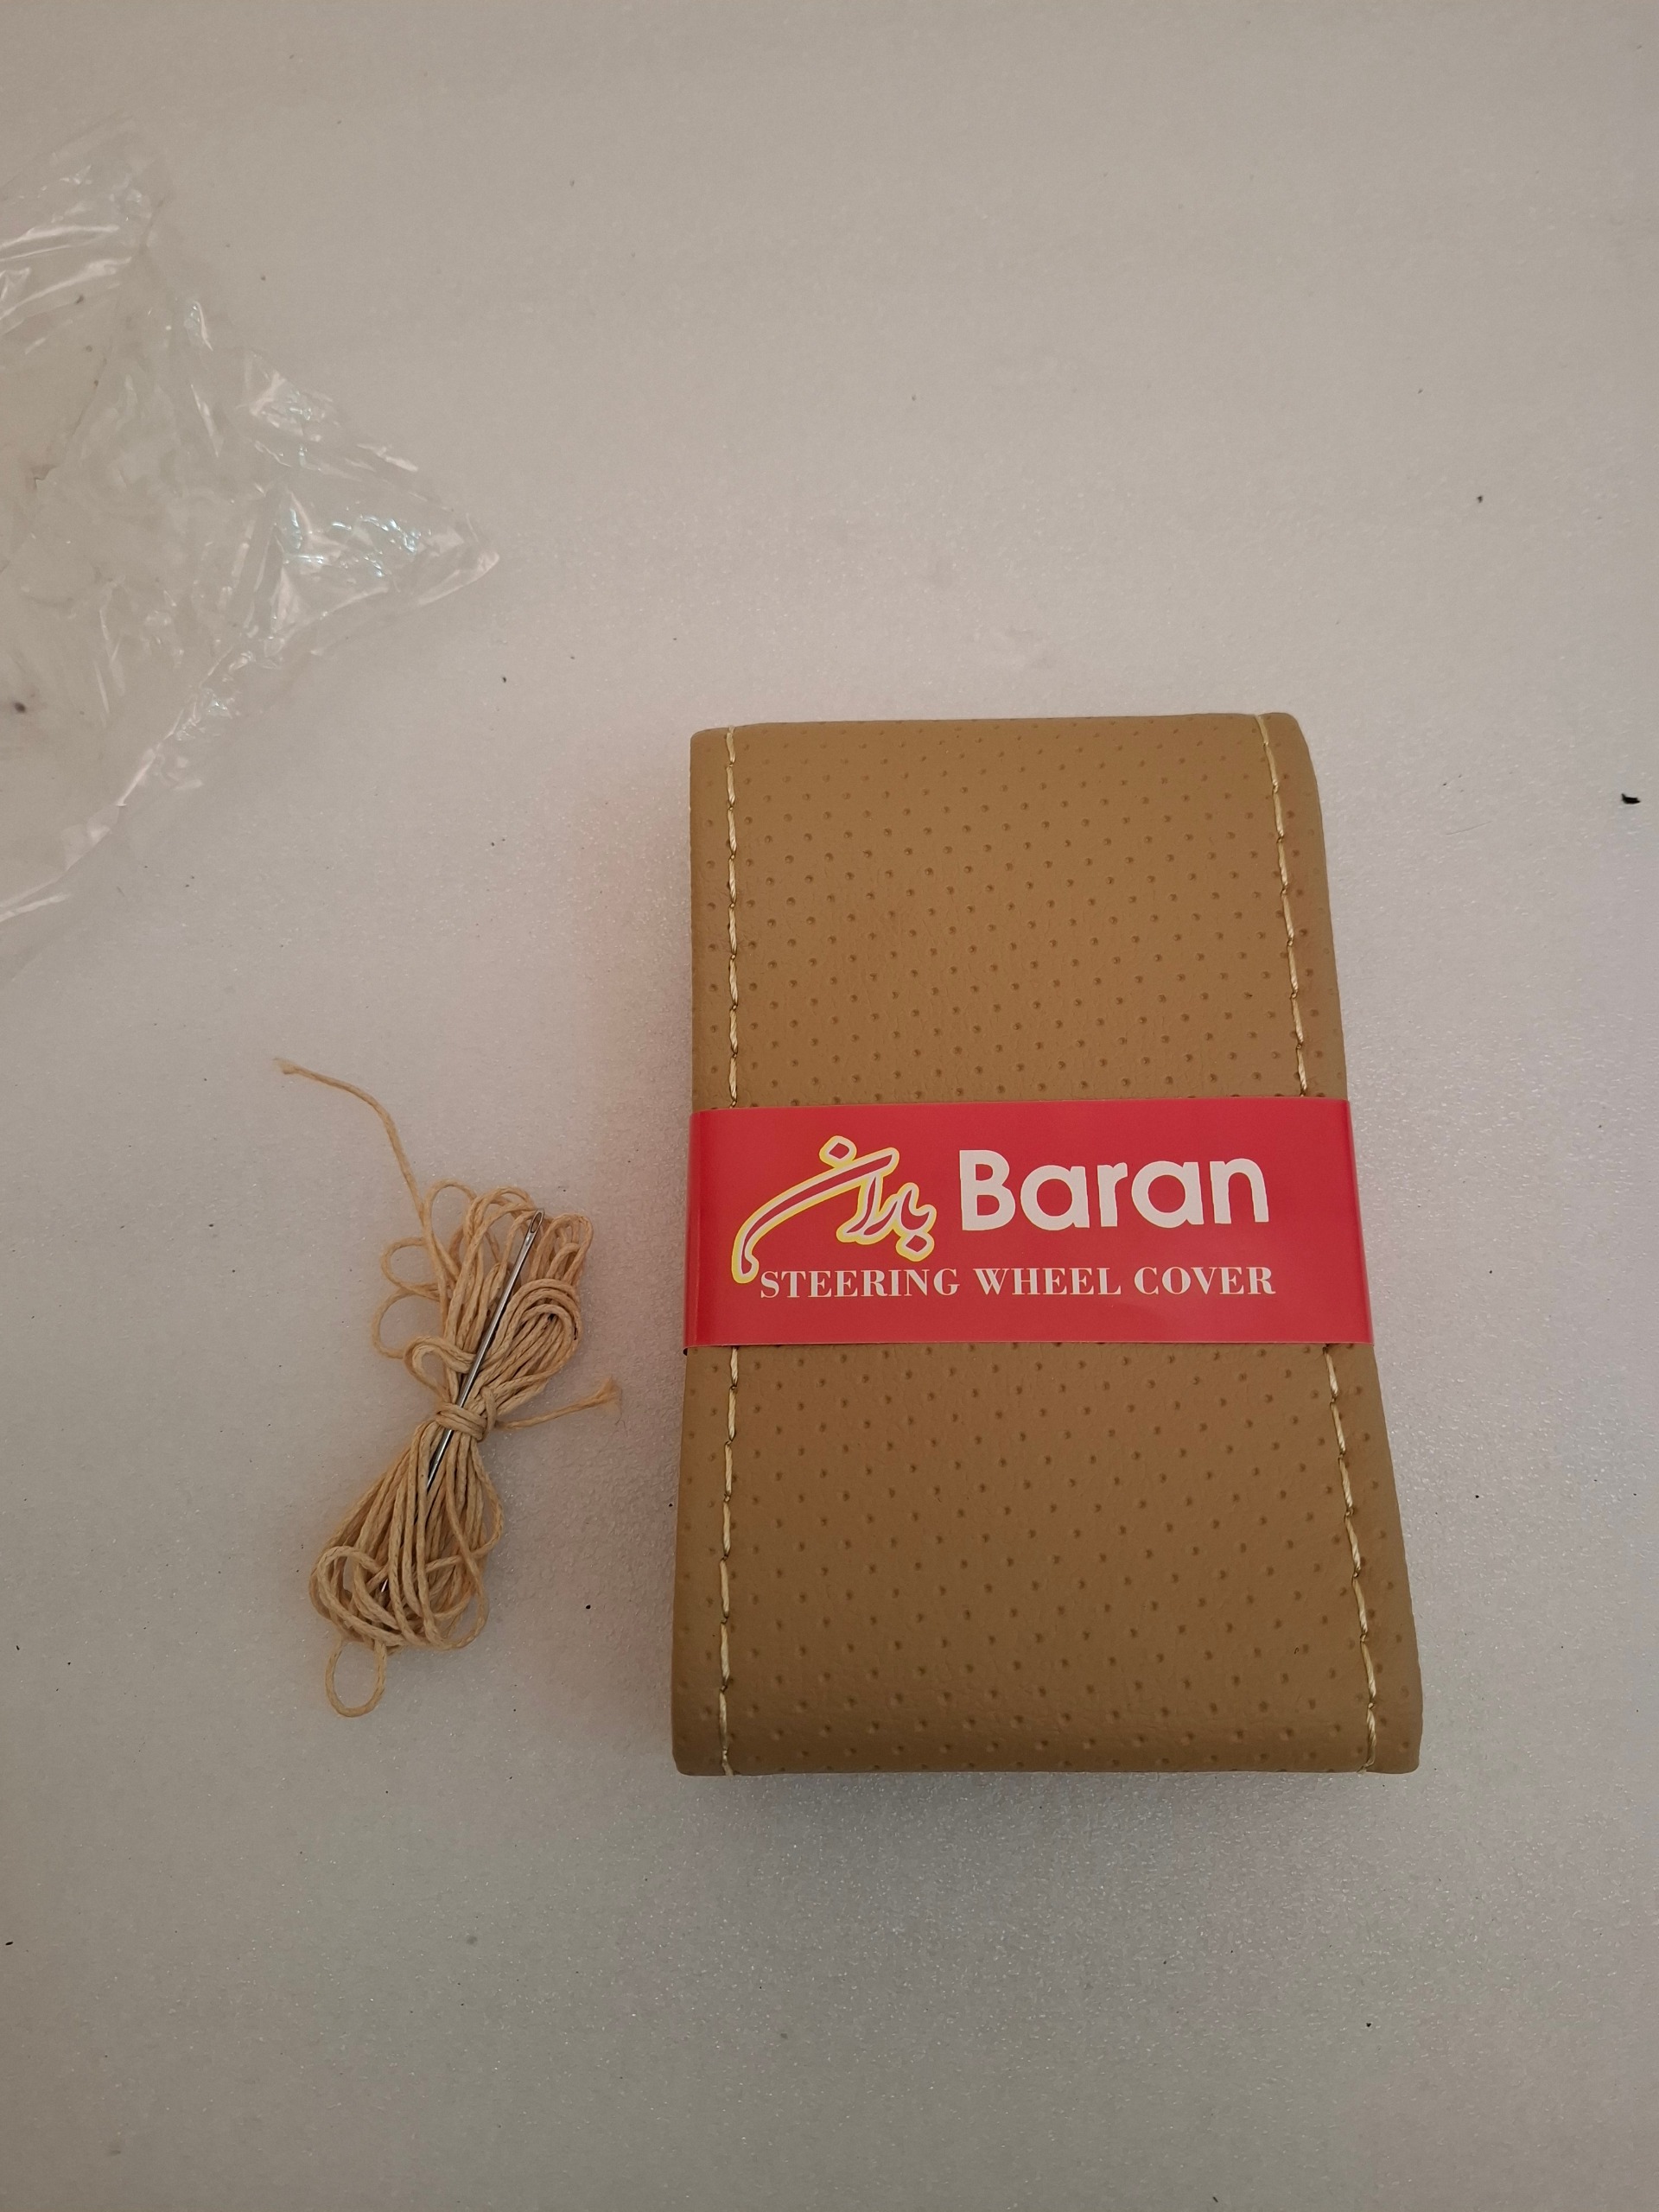 باران Baran
STEERING WHEEL COVER